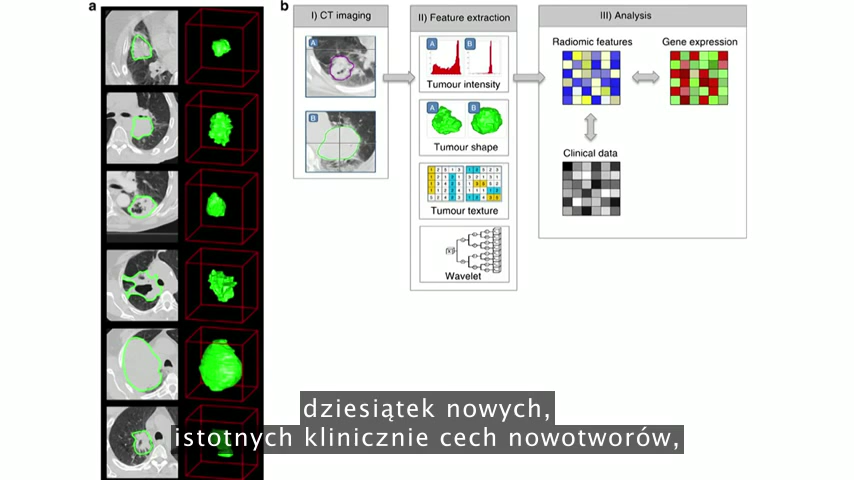 a
b
I) CT imaging
II) Feature extraction
III) Analysis
A
B
A
B
Tumour intensity
A
B
Tumour shape
Tumour texture
Wavelet
Radiomic features
Gene expression
Clinical data
dziesiątek nowych,
istotnych klinicznie cech nowotworów,